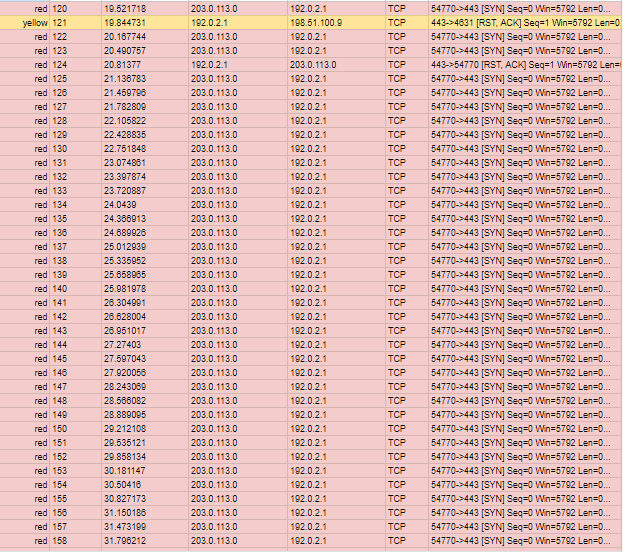 red 120 19.521718 203.0.113.0 192.0.2.1 TCP 54770->443 [SYN] Seq=0 Win=5792 Len=0...
yellow 121 19.844731 192.0.2.1 198.51.100.9 TCP 443->4631 [RST, ACK] Seq=1 Win=5792 Len=0
red 122 20.167744 203.0.113.0 192.0.2.1 TCP 54770->443 [SYN] Seq=0 Win=5792 Len=0...
red 123 20.490757 203.0.113.0 192.0.2.1 TCP 54770->443 [SYN] Seq=0 Win=5792 Len=0...
red 124 20.81377 192.0.2.1 203.0.113.0 TCP 443->54770 [RST, ACK] Seq=1 Win=5792 Len=
red 125 21.136783 203.0.113.0 192.0.2.1 TCP 54770->443 [SYN] Seq=0 Win=5792 Len=0...
red 126 21.459796 203.0.113.0 192.0.2.1 TCP 54770->443 [SYN] Seq=0 Win=5792 Len=0...
red 127 21.782809 203.0.113.0 192.0.2.1 TCP 54770->443 [SYN] Seq=0 Win=5792 Len=0...
red 128 22.105822 203.0.113.0 192.0.2.1 TCP 54770->443 [SYN] Seq=0 Win=5792 Len=0...
red 129 22.428835 203.0.113.0 192.0.2.1 TCP 54770->443 [SYN] Seq=0 Win=5792 Len=0...
red 130 22.751848 203.0.113.0 192.0.2.1 TCP 54770->443 [SYN] Seq=0 Win=5792 Len=0...
red 131 23.074861 203.0.113.0 192.0.2.1 TCP 54770->443 [SYN] Seq=0 Win=5792 Len=0...
red 132 23.397874 203.0.113.0 192.0.2.1 TCP 54770->443 [SYN] Seq=0 Win=5792 Len=0...
red 133 23.720887 203.0.113.0 192.0.2.1 TCP 54770->443 [SYN] Seq=0 Win=5792 Len=0...
red 134 24.0439 203.0.113.0 192.0.2.1 TCP 54770->443 [SYN] Seq=0 Win=5792 Len=0...
red 135 24.366913 203.0.113.0 192.0.2.1 TCP 54770->443 [SYN] Seq=0 Win=5792 Len=0...
red 136 24.689926 203.0.113.0 192.0.2.1 TCP 54770->443 [SYN] Seq=0 Win=5792 Len=0...
red 137 25.012939 203.0.113.0 192.0.2.1 TCP 54770->443 [SYN] Seq=0 Win=5792 Len=0...
red 138 25.335952 203.0.113.0 192.0.2.1 TCP 54770->443 [SYN] Seq=0 Win=5792 Len=0...
red 139 25.658965 203.0.113.0 192.0.2.1 TCP 54770->443 [SYN] Seq=0 Win=5792 Len=0...
red 140 25.981978 203.0.113.0 192.0.2.1 TCP 54770->443 [SYN] Seq=0 Win=5792 Len=0...
red 141 26.304991 203.0.113.0 192.0.2.1 TCP 54770->443 [SYN] Seq=0 Win=5792 Len=0...
red 142 26.628004 203.0.113.0 192.0.2.1 TCP 54770->443 [SYN] Seq=0 Win=5792 Len=0...
red 143 26.951017 203.0.113.0 192.0.2.1 TCP 54770->443 [SYN] Seq=0 Win=5792 Len=0...
red 144 27.27403 203.0.113.0 192.0.2.1 TCP 54770->443 [SYN] Seq=0 Win=5792 Len=0...
red 145 27.597043 203.0.113.0 192.0.2.1 TCP 54770->443 [SYN] Seq=0 Win=5792 Len=0...
red 146 27.920056 203.0.113.0 192.0.2.1 TCP 54770->443 [SYN] Seq=0 Win=5792 Len=0...
red 147 28.243069 203.0.113.0 192.0.2.1 TCP 54770->443 [SYN] Seq=0 Win=5792 Len=0...
red 148 28.566082 203.0.113.0 192.0.2.1 TCP 54770->443 [SYN] Seq=0 Win=5792 Len=0...
red 149 28.889095 203.0.113.0 192.0.2.1 TCP 54770->443 [SYN] Seq=0 Win=5792 Len=0...
red 150 29.212108 203.0.113.0 192.0.2.1 TCP 54770->443 [SYN] Seq=0 Win=5792 Len=0...
red 151 29.535121 203.0.113.0 192.0.2.1 TCP 54770->443 [SYN] Seq=0 Win=5792 Len=0...
red 152 29.858134 203.0.113.0 192.0.2.1 TCP 54770->443 [SYN] Seq=0 Win=5792 Len=0...
red 153 30.181147 203.0.113.0 192.0.2.1 TCP 54770->443 [SYN] Seq=0 Win=5792 Len=0...
red 154 30.50416 203.0.113.0 192.0.2.1 TCP 54770->443 [SYN] Seq=0 Win=5792 Len=0...
red 155 30.827173 203.0.113.0 192.0.2.1 TCP 54770->443 [SYN] Seq=0 Win=5792 Len=0...
red 156 31.150186 203.0.113.0 192.0.2.1 TCP 54770->443 [SYN] Seq=0 Win=5792 Len=0...
red 157 31.473199 203.0.113.0 192.0.2.1 TCP 54770->443 [SYN] Seq=0 Win=5792 Len=0...
red 158 31.796212 203.0.113.0 192.0.2.1 TCP 54770->443 [SYN] Seq=0 Win=5792 Len=0...